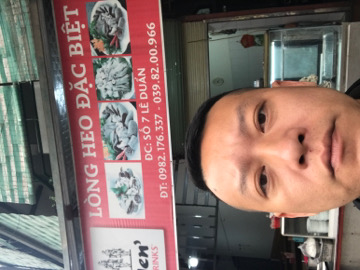 LÒNG HEO ĐẶC BIỆT
ĐC: SỐ 7 LÊ DUẨN
ĐT: 0982.176.337 - 039.82.00.966